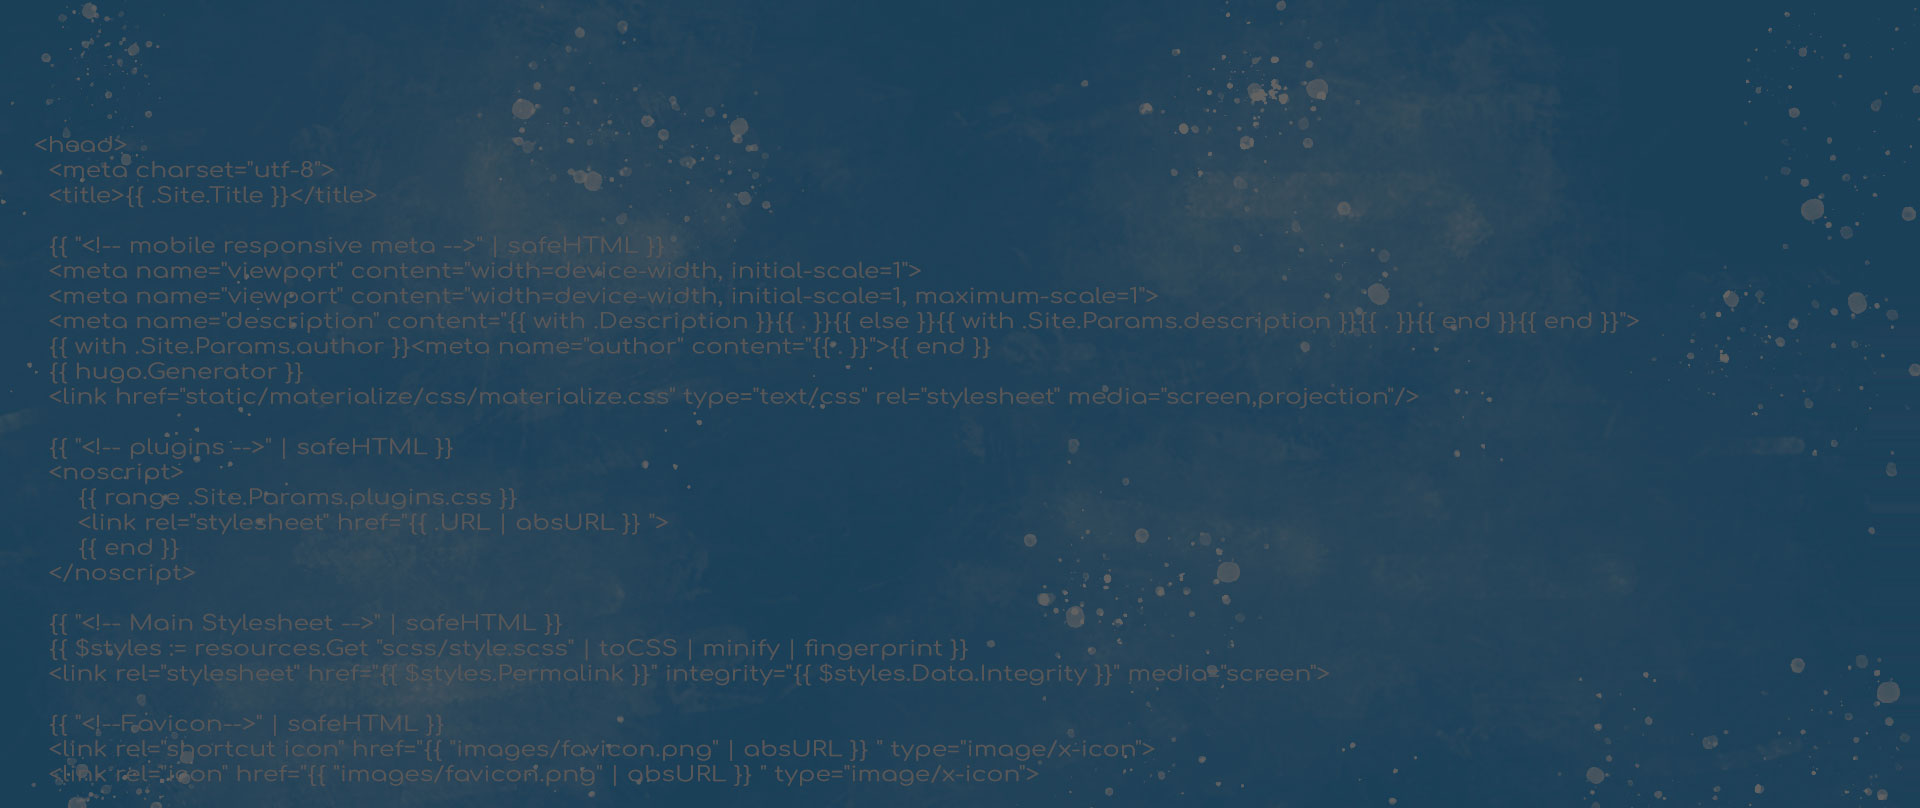 <head>
<meta charset="utf-8">
<title>{{ .Site.Title }}</title>
{{ "<!-- mobile responsive meta -->" | safeHTML }}
<meta name="viewport" content="width=device-width, initial-scale=1">
<meta name="viewport" content="width=device-width, initial-scale=1, maximum-scale=1">
<meta name="description" content="{{ with .Description }}{{ . }}{{ else }}{{ with .Site.Params.description }}{{ . }}{{ end }}{{ end }}">
{{ with .Site.Params.author }}<meta name="author" content="{{ . }}">{{ end }}
{{ hugo.Generator }}
<link href="static/materialize/css/materialize.css" type="text/css" rel="stylesheet" media="screen,projection"/>
{{ "<!-- plugins -->" | safeHTML }}
<noscript>
{{ range .Site.Params.plugins.css }}
<link rel="stylesheet" href="{{ .URL | absURL }} ">
{{ end }}
</noscript>
{{ "<!-- Main Stylesheet -->" | safeHTML }}
{{ $styles := resources.Get "scss/style.scss" | toCSS | minify | fingerprint }}
<link rel="stylesheet" href="{{ $styles.Permalink }}" integrity="{{ $styles.Data.Integrity }}" media="screen">
{{ "<!--Favicon-->" | safeHTML }}
<link rel="shortcut icon" href="{{ "images/favicon.png" | absURL }} " type="image/x-icon">
<link rel="icon" href="{{ "images/favicon.png" | absURL }} " type="image/x-icon">